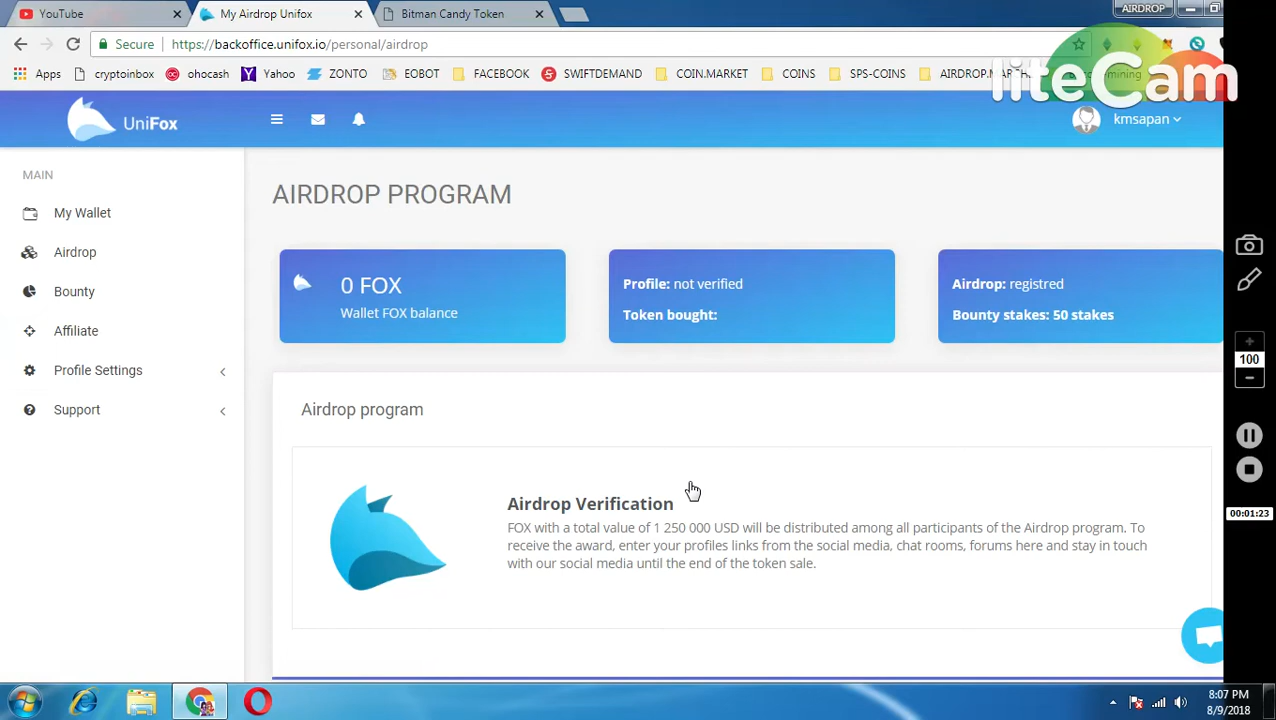 YouTube
My Airdrop Unifox
Bitman Candy Token
AIRDROP
Secure
https://backoffice.unifox.io/personal/airdrop
Apps
cryptoinbox
ohocash
Yahoo
ZONTO
EOBOT
FACEBOOK
SWIFTDEMAND
COIN.MARKET
COINS
SPS-COINS
mining
liteCam
UniFox
kmsapan
MAIN
My Wallet
Airdrop
Bounty
Affiliate
Profile Settings
Support
AIRDROP PROGRAM
0 FOX
Wallet FOX balance
Profile: not verified
Token bought:
Airdrop: registred
Bounty stakes: 50 stakes
Airdrop program
Airdrop Verification
FOX with a total value of 1 250 000 USD will be distributed among all participants of the Airdrop program. To
receive the award, enter your profiles links from the social media, chat rooms, forums here and stay in touch
with our social media until the end of the token sale.
100
00:01:23
8:07 PM
8/9/2018